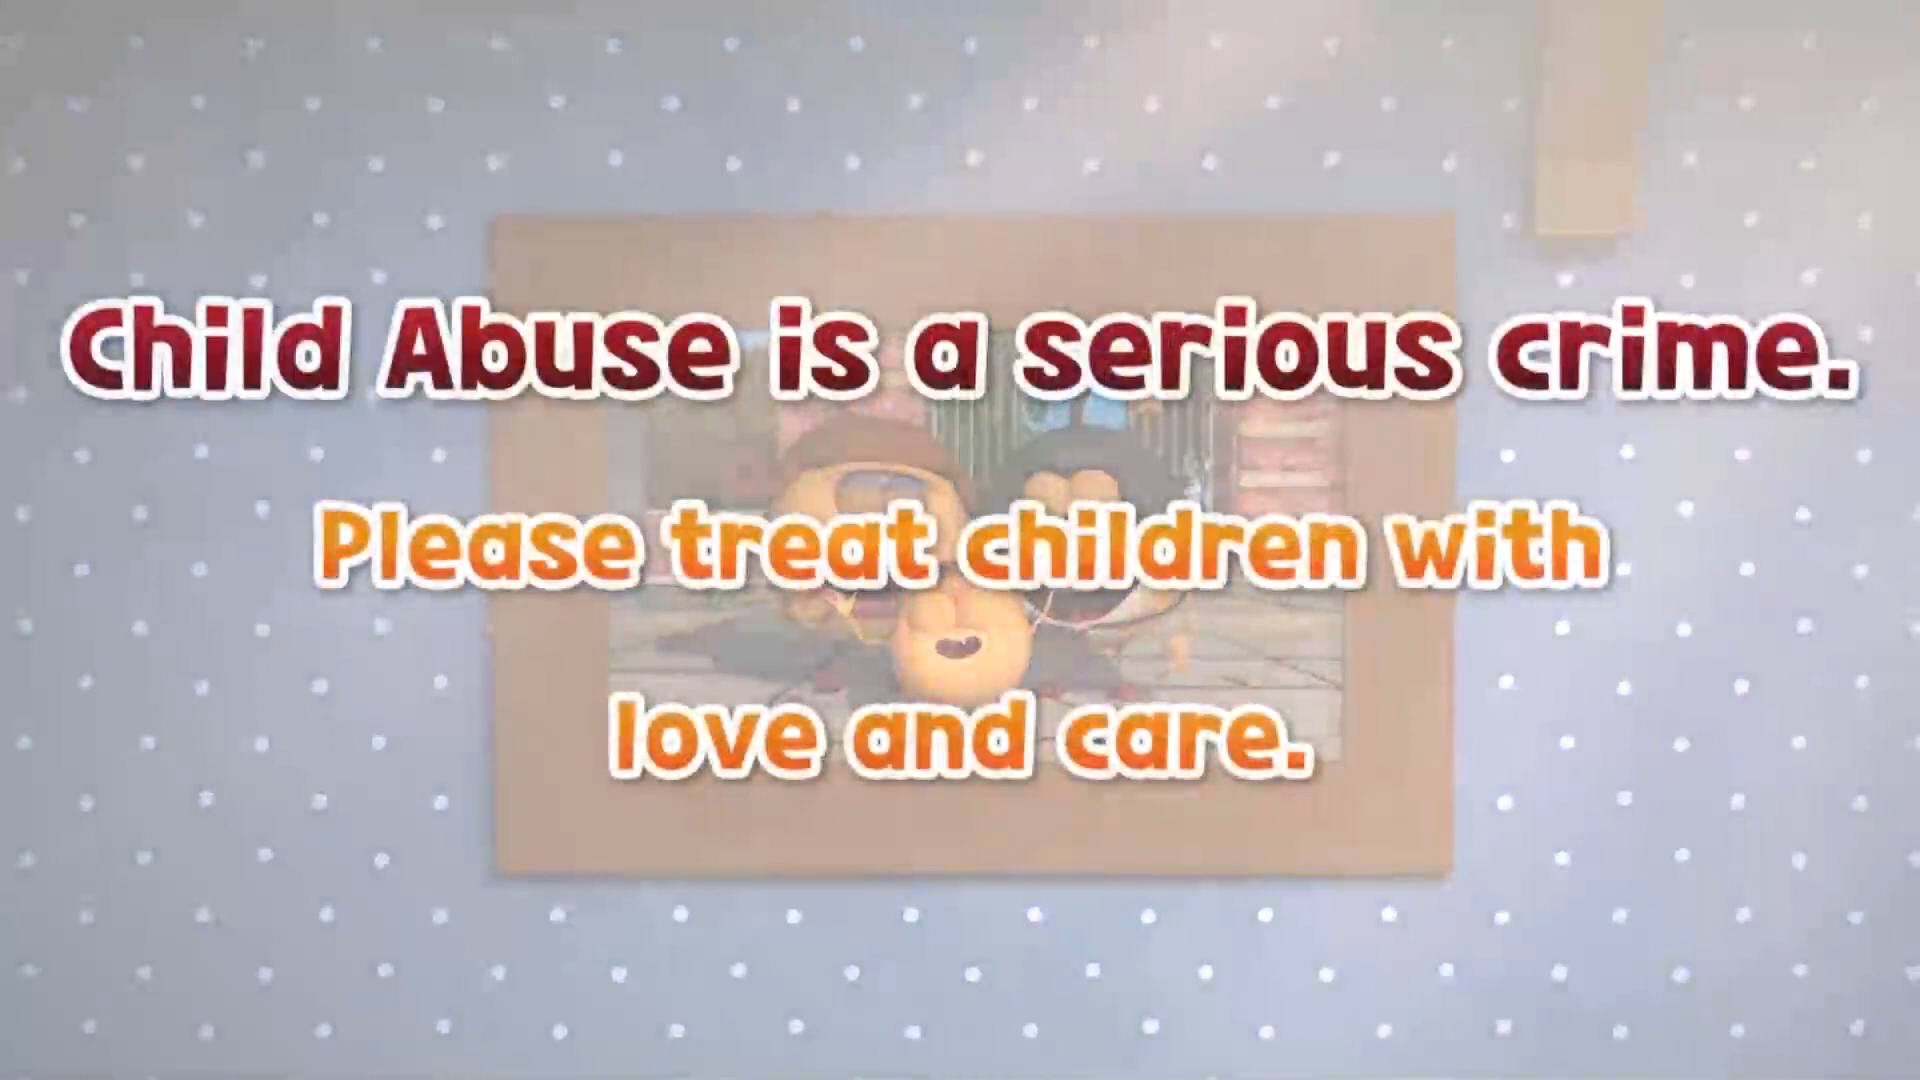 Child Abuse is a serious crime.
Please treat children with
love and care.